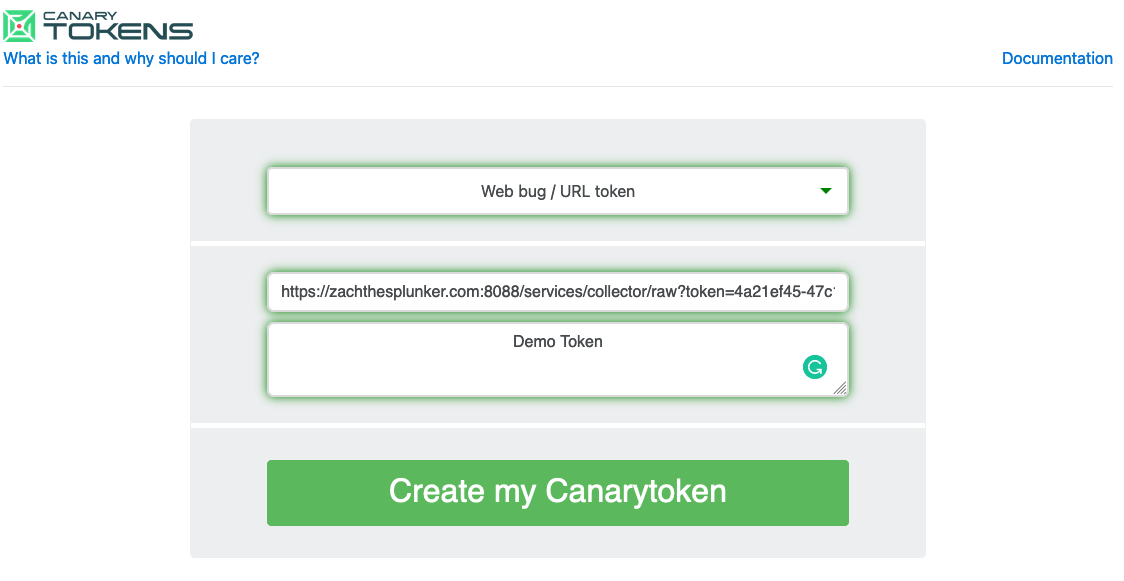 CANARY
TOKENS
What is this and why should I care?
Documentation
Web bug / URL token
https://zachthesplunker.com:8088/services/collector/raw?token=4a21ef45-47c
Demo Token
Create my Canarytoken